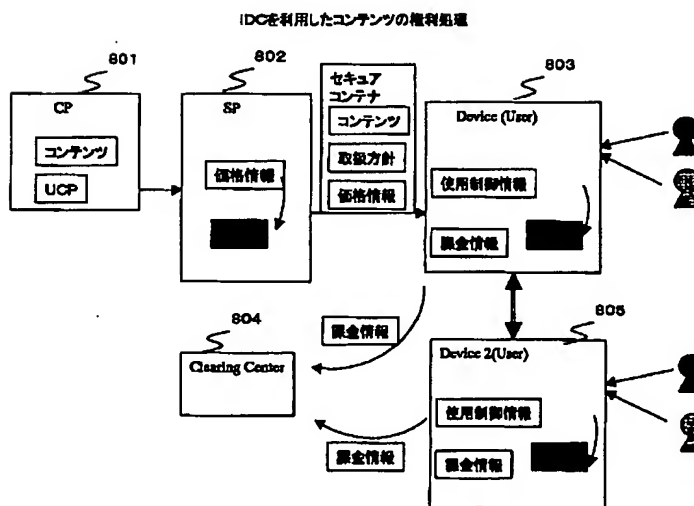 IDCを利用したコンテンツの権利処理
801
CP
コンテンツ
UCP
802
SP
価格情報
セキュア
コンテナ
コンテンツ
取扱方針
価格情報
803
Device (User)
使用制御情報
課金情報
804
Clearing Center
課金情報
課金情報
805
Device 2(User)
使用制御情報
課金情報